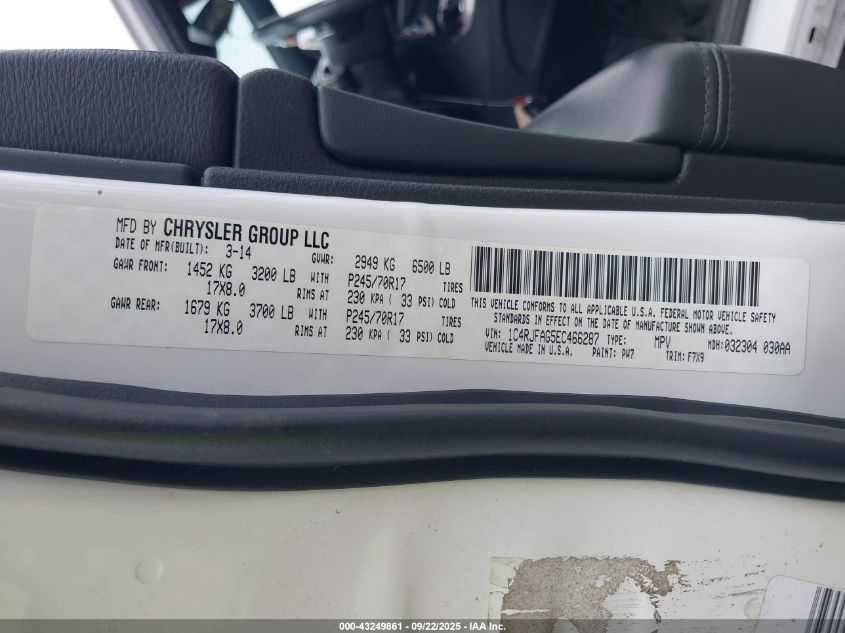 MFD BY CHRYSLER GROUP LLC
DATE OF MFR(BUILT): 3-14 GVWR: 2949 KG 6500 LB
GAWR FRONT: 1452 KG 3200 LB WITH P245/70R17 TIRES
17X8.0 RIMS AT 230 KPA ( 33 PSI) COLD
GAWR REAR: 1679 KG 3700 LB WITH P245/70R17 TIRES
17X8.0 RIMS AT 230 KPA ( 33 PSI) COLD
THIS VEHICLE CONFORMS TO ALL APPLICABLE U.S.A. FEDERAL MOTOR VEHICLE SAFETY
STANDARDS IN EFFECT ON THE DATE OF MANUFACTURE SHOWN ABOVE.
VIN: 1C4RJFAG5EC466287 TYPE: MPV MDH:032304 030AA
VEHICLE MADE IN U.S.A. PAINT: PW7 TRIM: F7X9
000-43249861 - 09/22/2025 - IAA Inc.